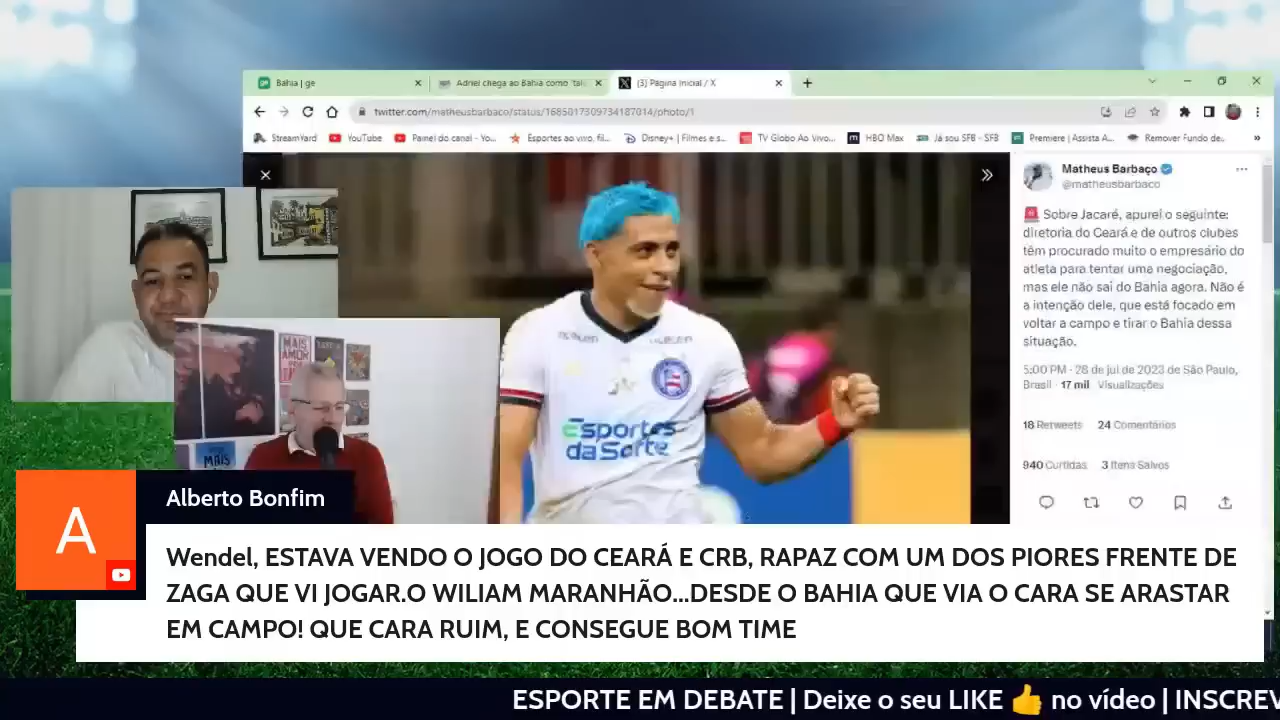 Bahia | ge
Adriel chega ao Bahia como 'tale
(3) Página Inicial / X
twitter.com/matheusbarbaco/status/1685017309734187014/photo/1
StreamYard
YouTube
Painel do canal - Yo...
Esportes ao vivo, fil...
Disney+ | Filmes e s...
TV Globo Ao Vivo...
HBO Max
Já sou SFB - SFB
Premiere | Assista A...
Remover Fundo de...
Matheus Barbaço
@matheusbarbaco
Sobre Jacaré, apurei o seguinte:
diretoria do Ceará e de outros clubes
têm procurado muito o empresário do
atleta para tentar uma negociação,
mas ele não sai do Bahia agora. Não é
a intenção dele, que está focado em
voltar a campo e tirar o Bahia dessa
situação.
5:00 PM · 28 de jul de 2023 de São Paulo,
Brasil · 17 mil Visualizações
18 Retweets 24 Comentários
940 Curtidas 3 Itens Salvos
Esportes
da Sorte
MAIS
AMOR
MAIS
A
Alberto Bonfim
Wendel, ESTAVA VENDO O JOGO DO CEARÁ E CRB, RAPAZ COM UM DOS PIORES FRENTE DE
ZAGA QUE VI JOGAR.O WILIAM MARANHÃO...DESDE O BAHIA QUE VIA O CARA SE ARASTAR
EM CAMPO! QUE CARA RUIM, E CONSEGUE BOM TIME
ESPORTE EM DEBATE | Deixe o seu LIKE 👍 no vídeo | INSCREV